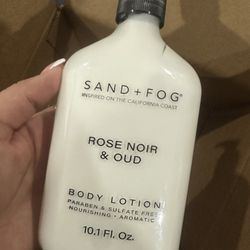 SAND + FOG®
INSPIRED ON THE CALIFORNIA COAST
ROSE NOIR
& OUD
BODY LOTION
PARABEN & SULFATE FREE
NOURISHING • AROMATIC
10.1 Fl. Oz.